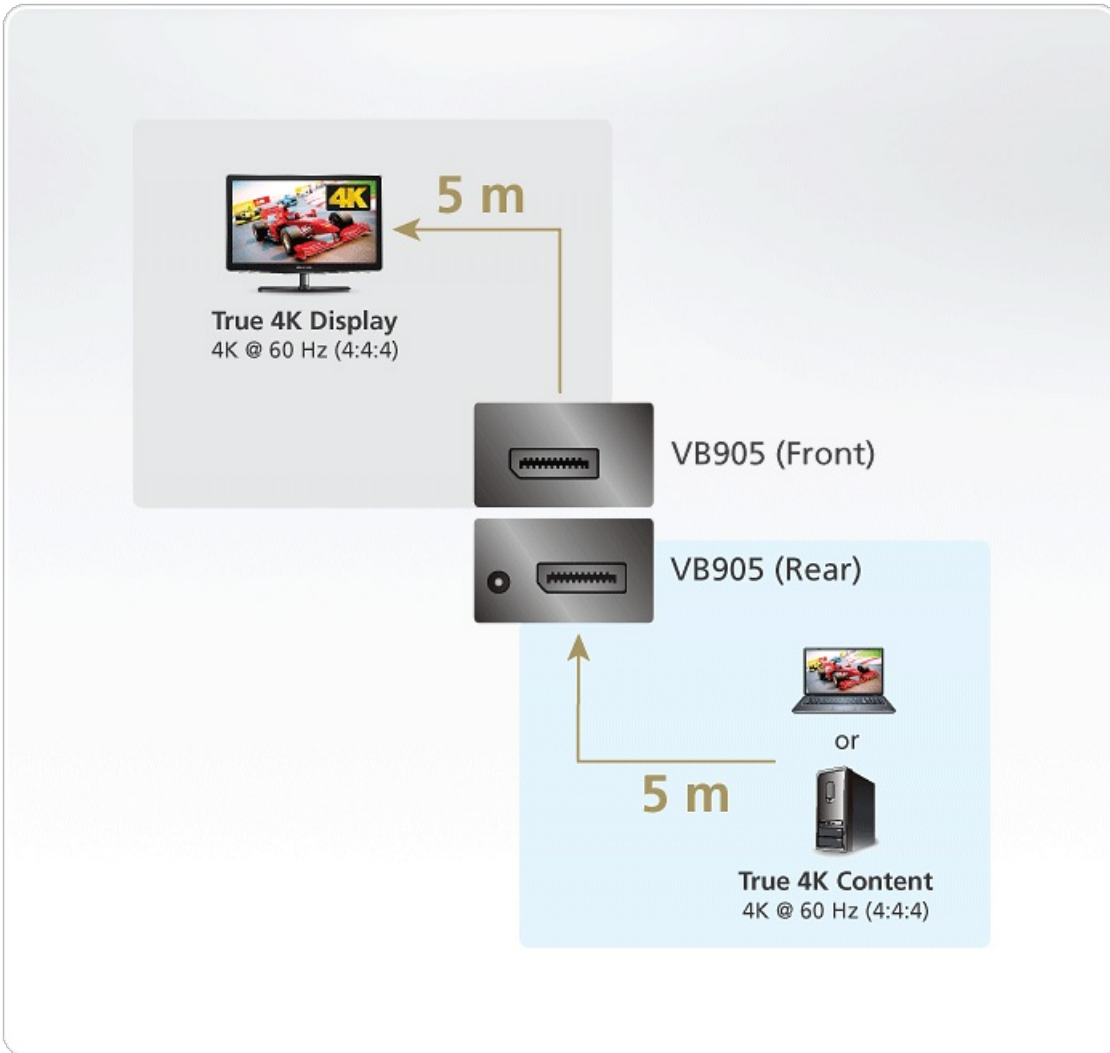 4K
5 m
True 4K Display
4K @ 60 Hz (4:4:4)
VB905 (Front)
VB905 (Rear)
or
5 m
True 4K Content
4K @ 60 Hz (4:4:4)